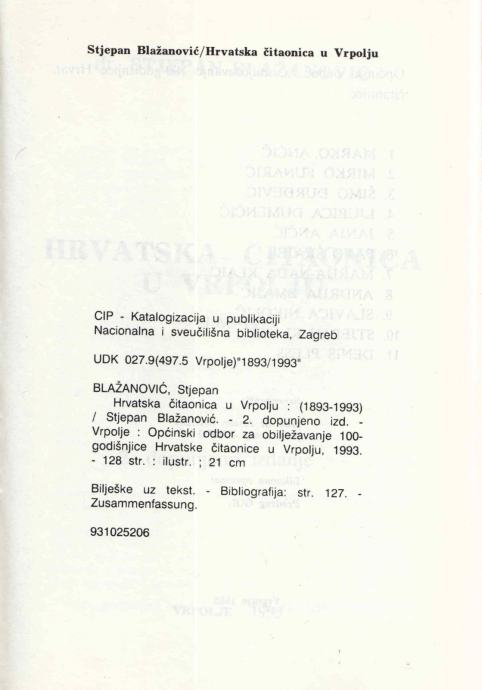 Stjepan Blažanović/Hrvatska čitaonica u Vrpolju
CIP - Katalogizacija u publikaciji
Nacionalna i sveučilišna biblioteka, Zagreb
UDK 027.9(497.5 Vrpolje)"1893/1993"
BLAŽANOVIĆ, Stjepan
Hrvatska čitaonica u Vrpolju : (1893-1993)
/ Stjepan Blažanović. - 2. dopunjeno izd. -
Vrpolje : Općinski odbor za obilježavanje 100-
godišnjice Hrvatske čitaonice u Vrpolju, 1993.
- 128 str. : ilustr. ; 21 cm
Bilješke uz tekst. - Bibliografija: str. 127. -
Zusammenfassung.
931025206